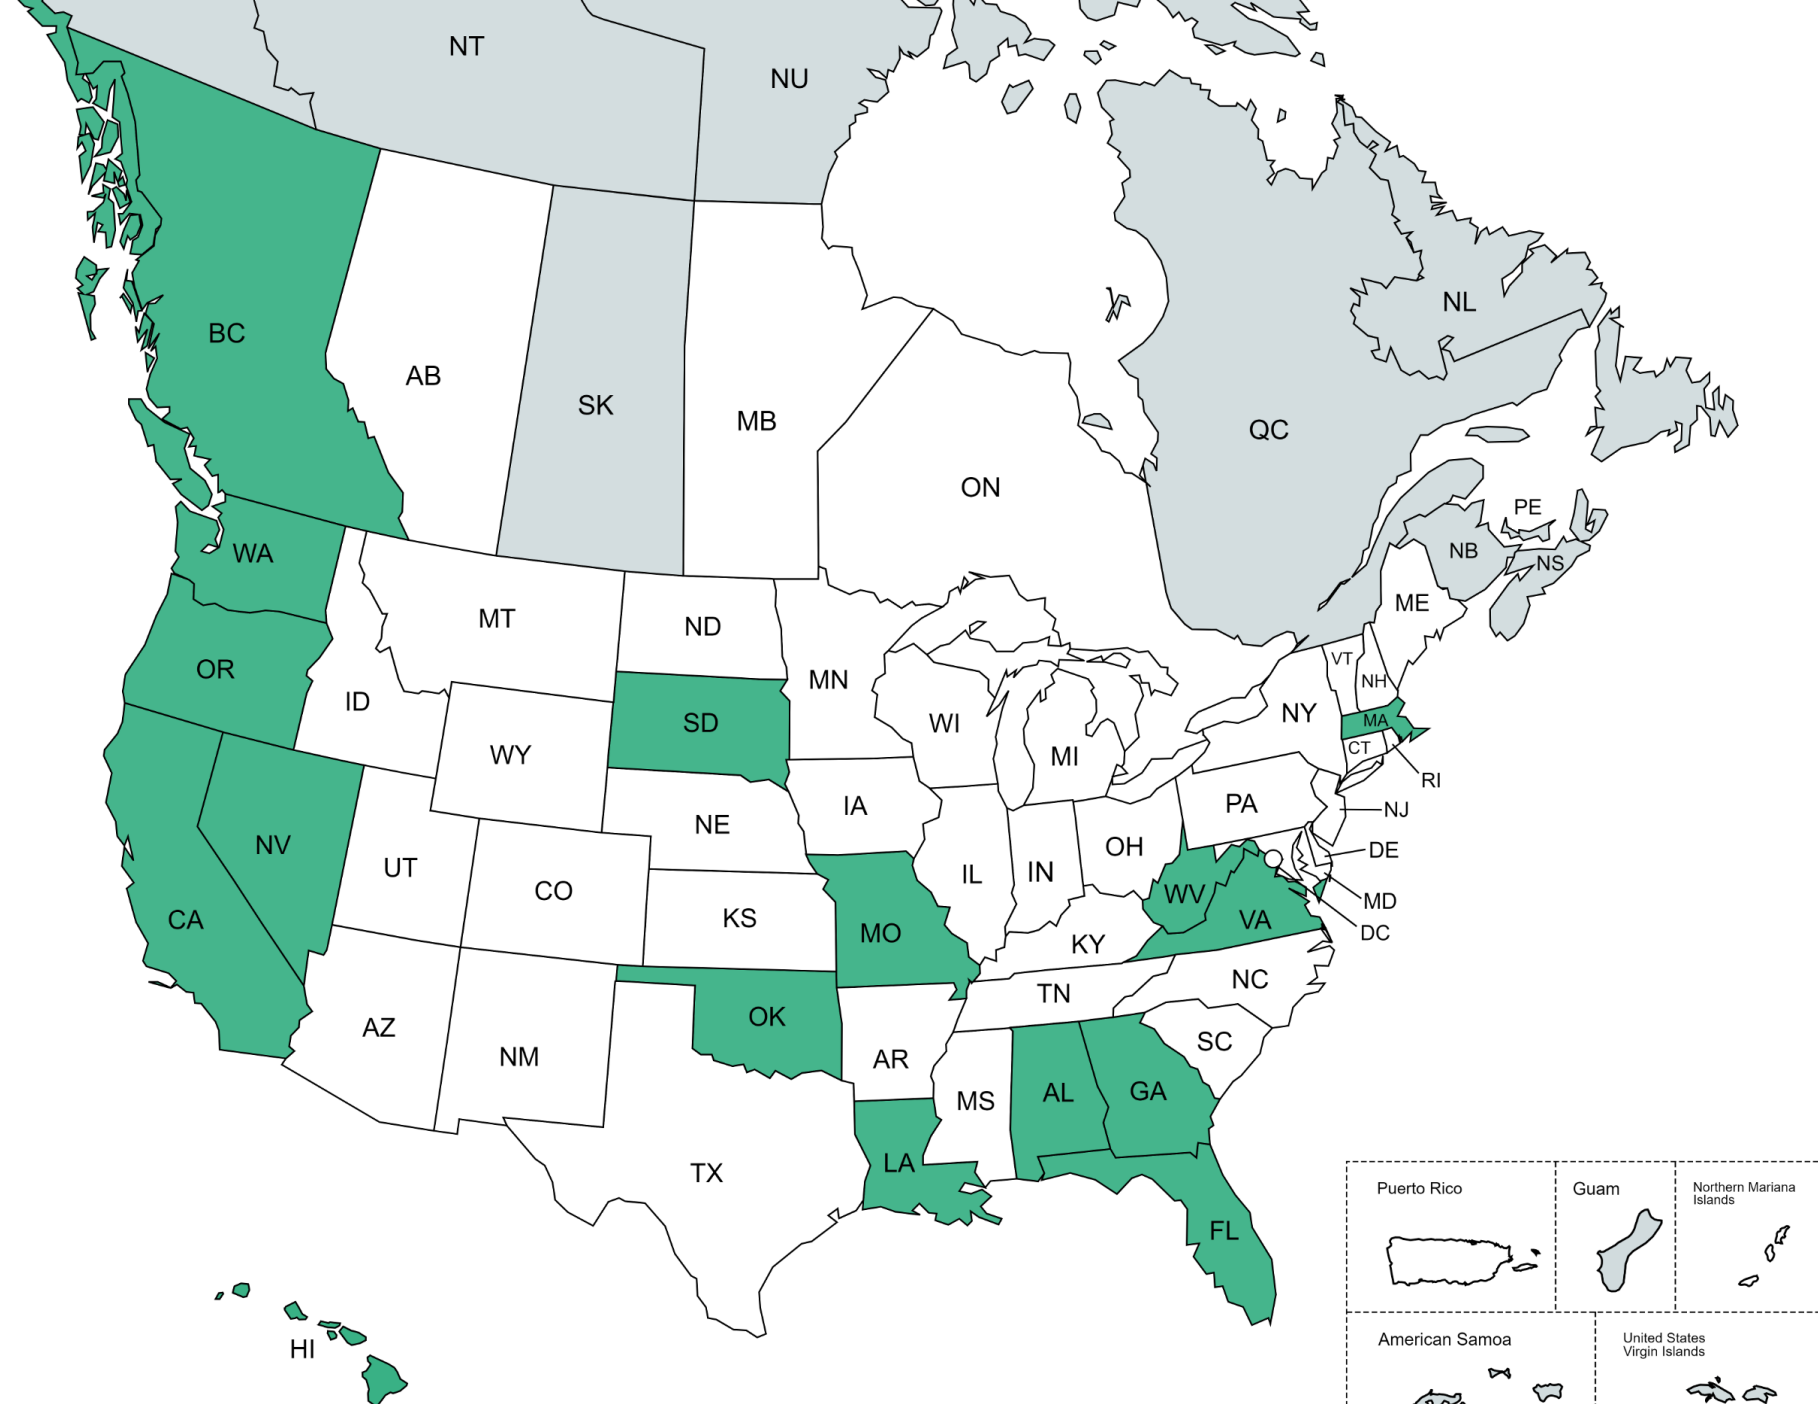 NT
NU
BC
AB
SK
MB
ON
QC
NL
PE
NB
NS
WA
OR
ID
MT
ND
MN
SD
WY
WI
MI
NY
VT
NH
ME
MA
CT
RI
NJ
PA
DE
MD
DC
NV
CA
UT
CO
NE
IA
IL
IN
OH
KS
MO
KY
WV
VA
NC
TN
SC
AZ
NM
OK
AR
TX
LA
MS
AL
GA
FL
HI
Puerto Rico
Guam
Northern Mariana
Islands
American Samoa
United States
Virgin Islands